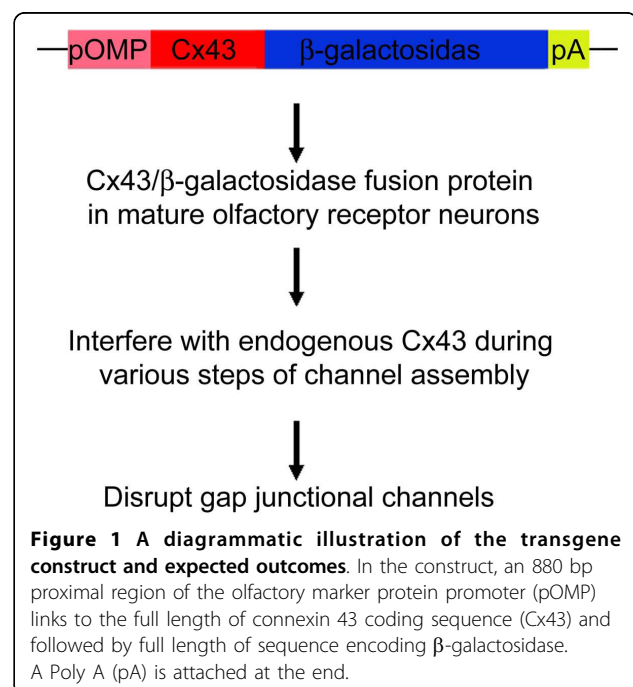 pOMP Cx43 β-galactosidas pA
Cx43/β-galactosidase fusion protein
in mature olfactory receptor neurons
Interfere with endogenous Cx43 during
various steps of channel assembly
Disrupt gap junctional channels
Figure 1 A diagrammatic illustration of the transgene
construct and expected outcomes. In the construct, an 880 bp
proximal region of the olfactory marker protein promoter (pOMP)
links to the full length of connexin 43 coding sequence (Cx43) and
followed by full length of sequence encoding β-galactosidase.
A Poly A (pA) is attached at the end.